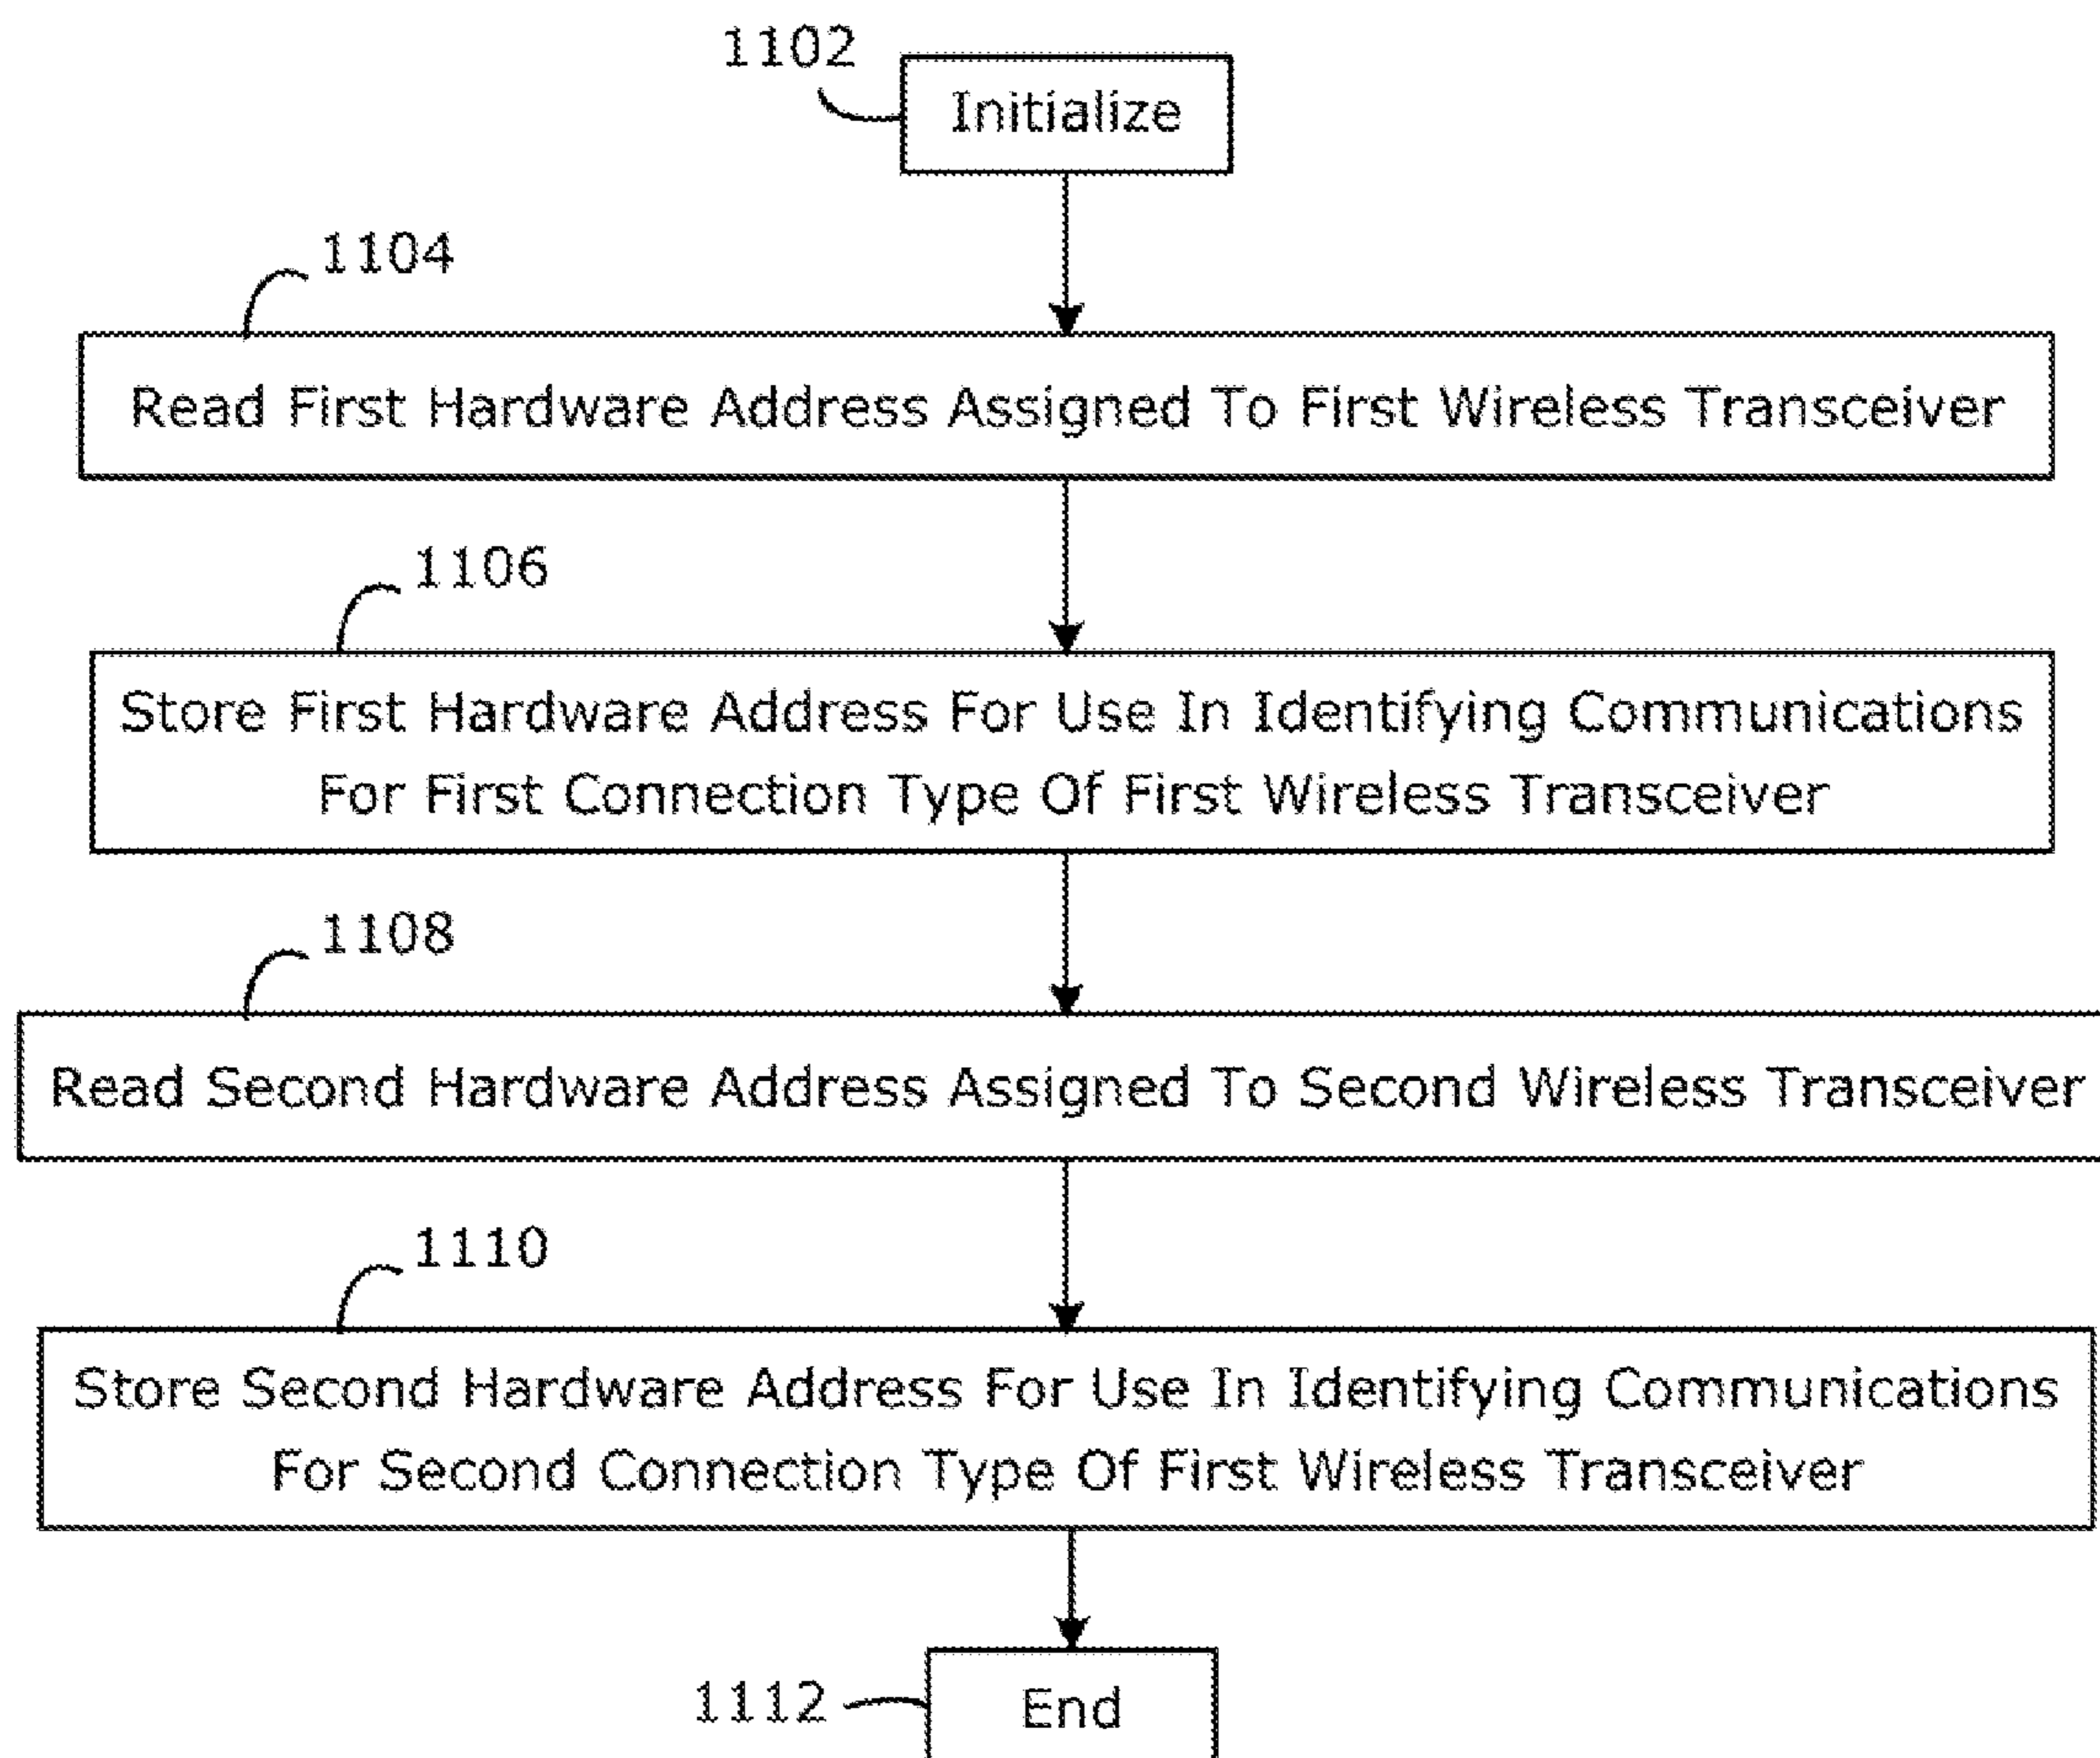 1102
Initialize
1104
Read First Hardware Address Assigned To First Wireless Transceiver
1106
Store First Hardware Address For Use In Identifying Communications
For First Connection Type Of First Wireless Transceiver
1108
Read Second Hardware Address Assigned To Second Wireless Transceiver
1110
Store Second Hardware Address For Use In Identifying Communications
For Second Connection Type Of First Wireless Transceiver
1112
End